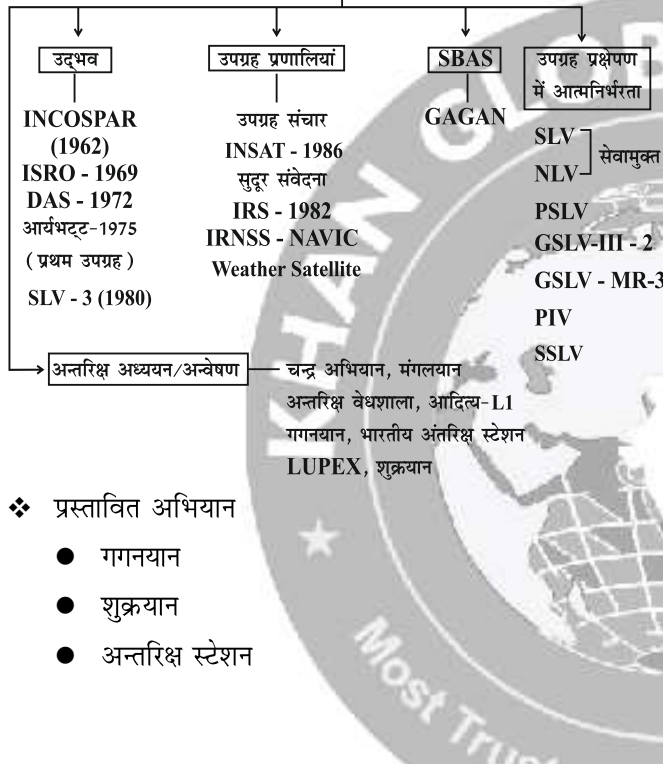 उद्भव
INCOSPAR
(1962)
ISRO - 1969
DAS - 1972
आर्यभट्ट-1975
( प्रथम उपग्रह )
SLV - 3 (1980)
उपग्रह प्रणालियां
उपग्रह संचार
INSAT - 1986
सुदूर संवेदना
IRS - 1982
IRNSS - NAVIC
Weather Satellite
SBAS
GAGAN
उपग्रह प्रक्षेपण
में आत्मनिर्भरता
SLV
NLV
सेवामुक्त
PSLV
GSLV-III - 2
GSLV - MR-3
PIV
SSLV
अन्तरिक्ष अध्ययन/अन्वेषण
चन्द्र अभियान, मंगलयान
अन्तरिक्ष वेधशाला, आदित्य-L1
गगनयान, भारतीय अंतरिक्ष स्टेशन
LUPEX, शुक्रयान
❖ प्रस्तावित अभियान
● गगनयान
● शुक्रयान
● अन्तरिक्ष स्टेशन
KHAN GLOB
Most Trust